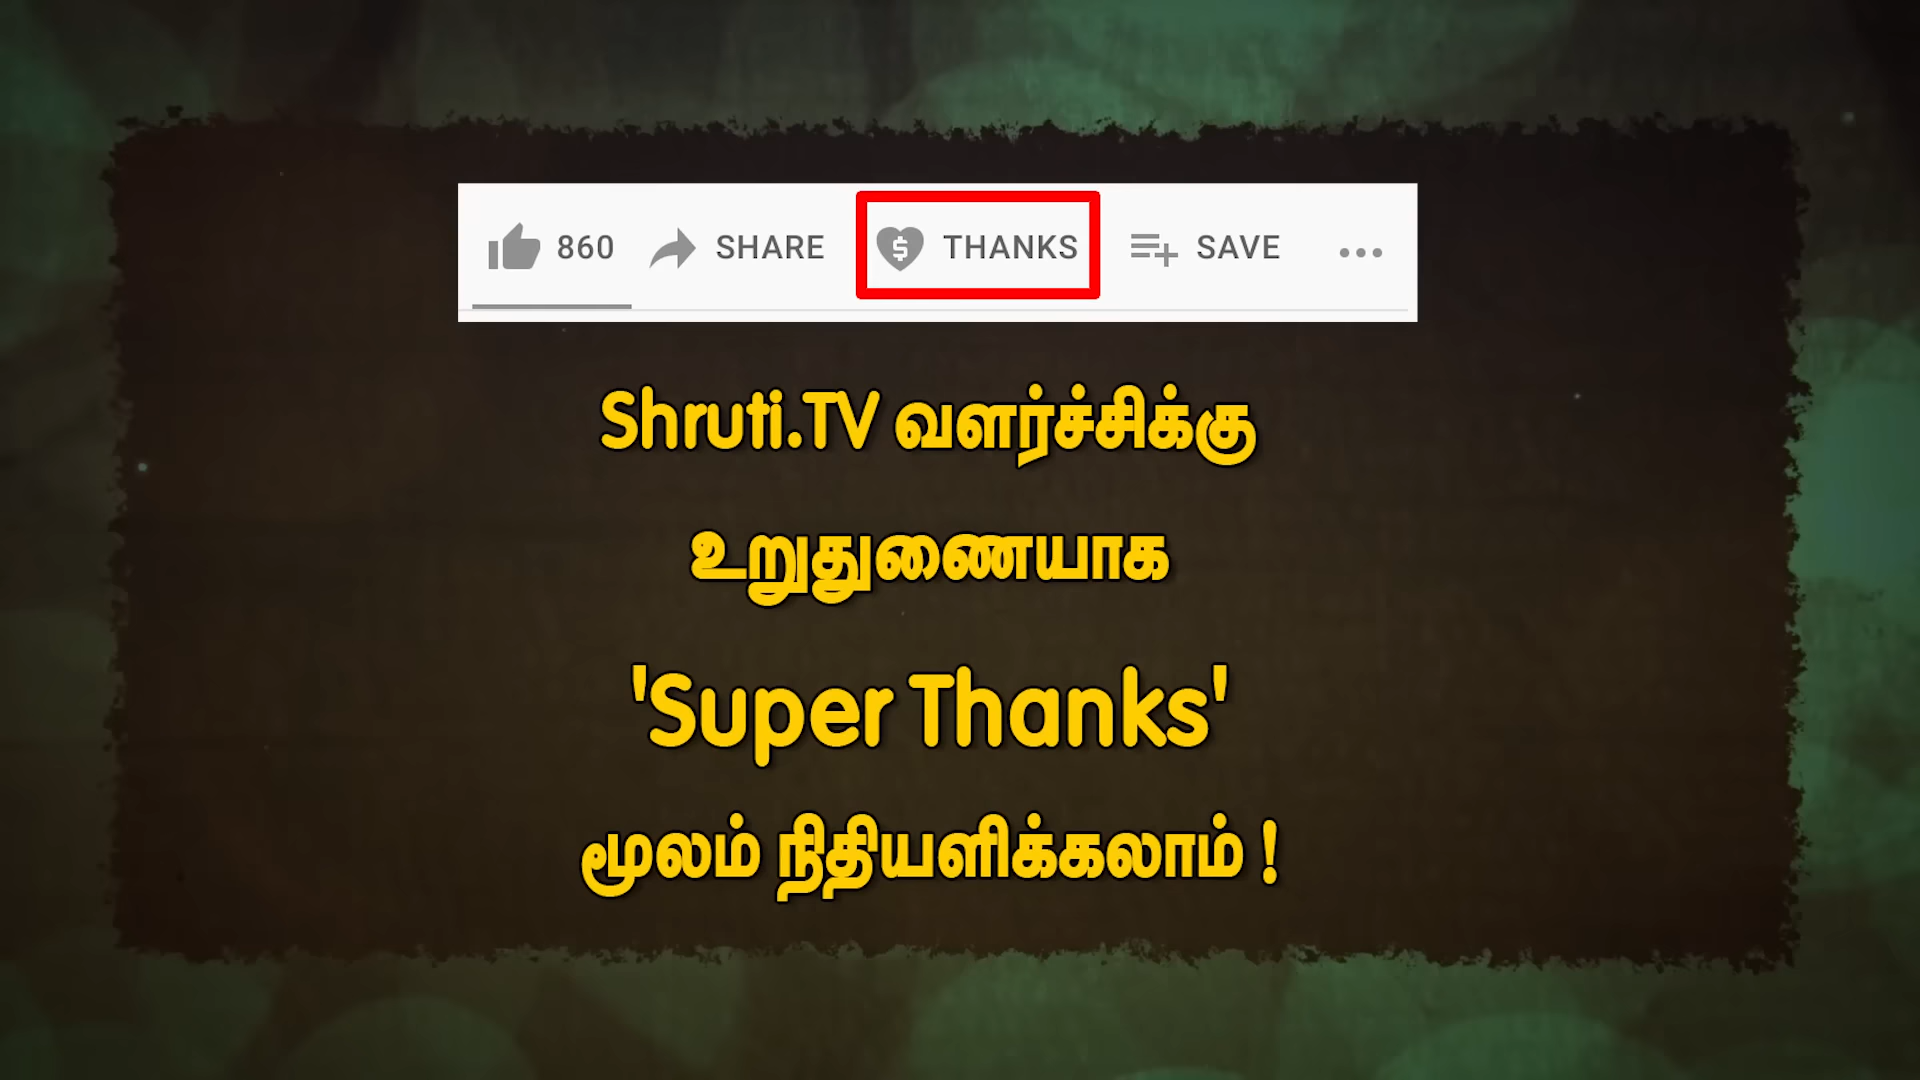 860 SHARE THANKS SAVE
Shruti.TV வளர்ச்சிக்கு
உறுதுணையாக
'Super Thanks'
மூலம் நிதியளிக்கலாம் !